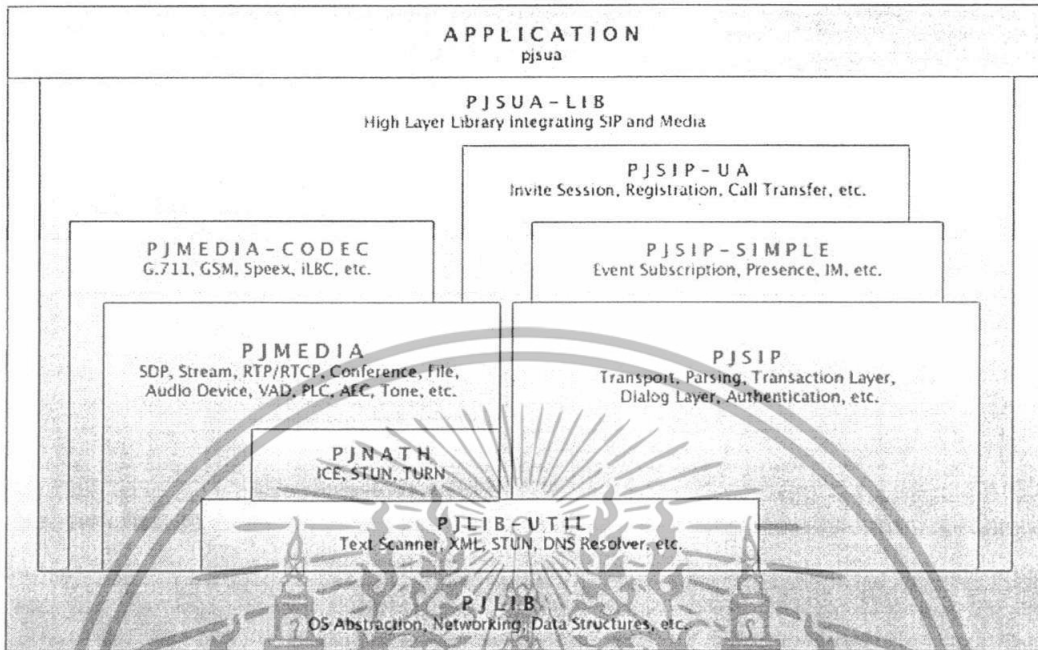 APPLICATION
pjsua
PJSUA-LIB
High Layer Library Integrating SIP and Media
PJSIP-UA
Invite Session, Registration, Call Transfer, etc.
PJMEDIA-CODEC
G.711, GSM, Speex, iLBC, etc.
PJSIP-SIMPLE
Event Subscription, Presence, IM, etc.
PJMEDIA
SDP, Stream, RTP/RTCP, Conference, File,
Audio Device, VAD, PLC, AEC, Tone, etc.
PJSIP
Transport, Parsing, Transaction Layer,
Dialog Layer, Authentication, etc.
PJNATH
ICE, STUN, TURN
PJLIB-UTIL
Text Scanner, XML, STUN, DNS Resolver, etc.
PJLIB
OS Abstraction, Networking, Data Structures, etc.